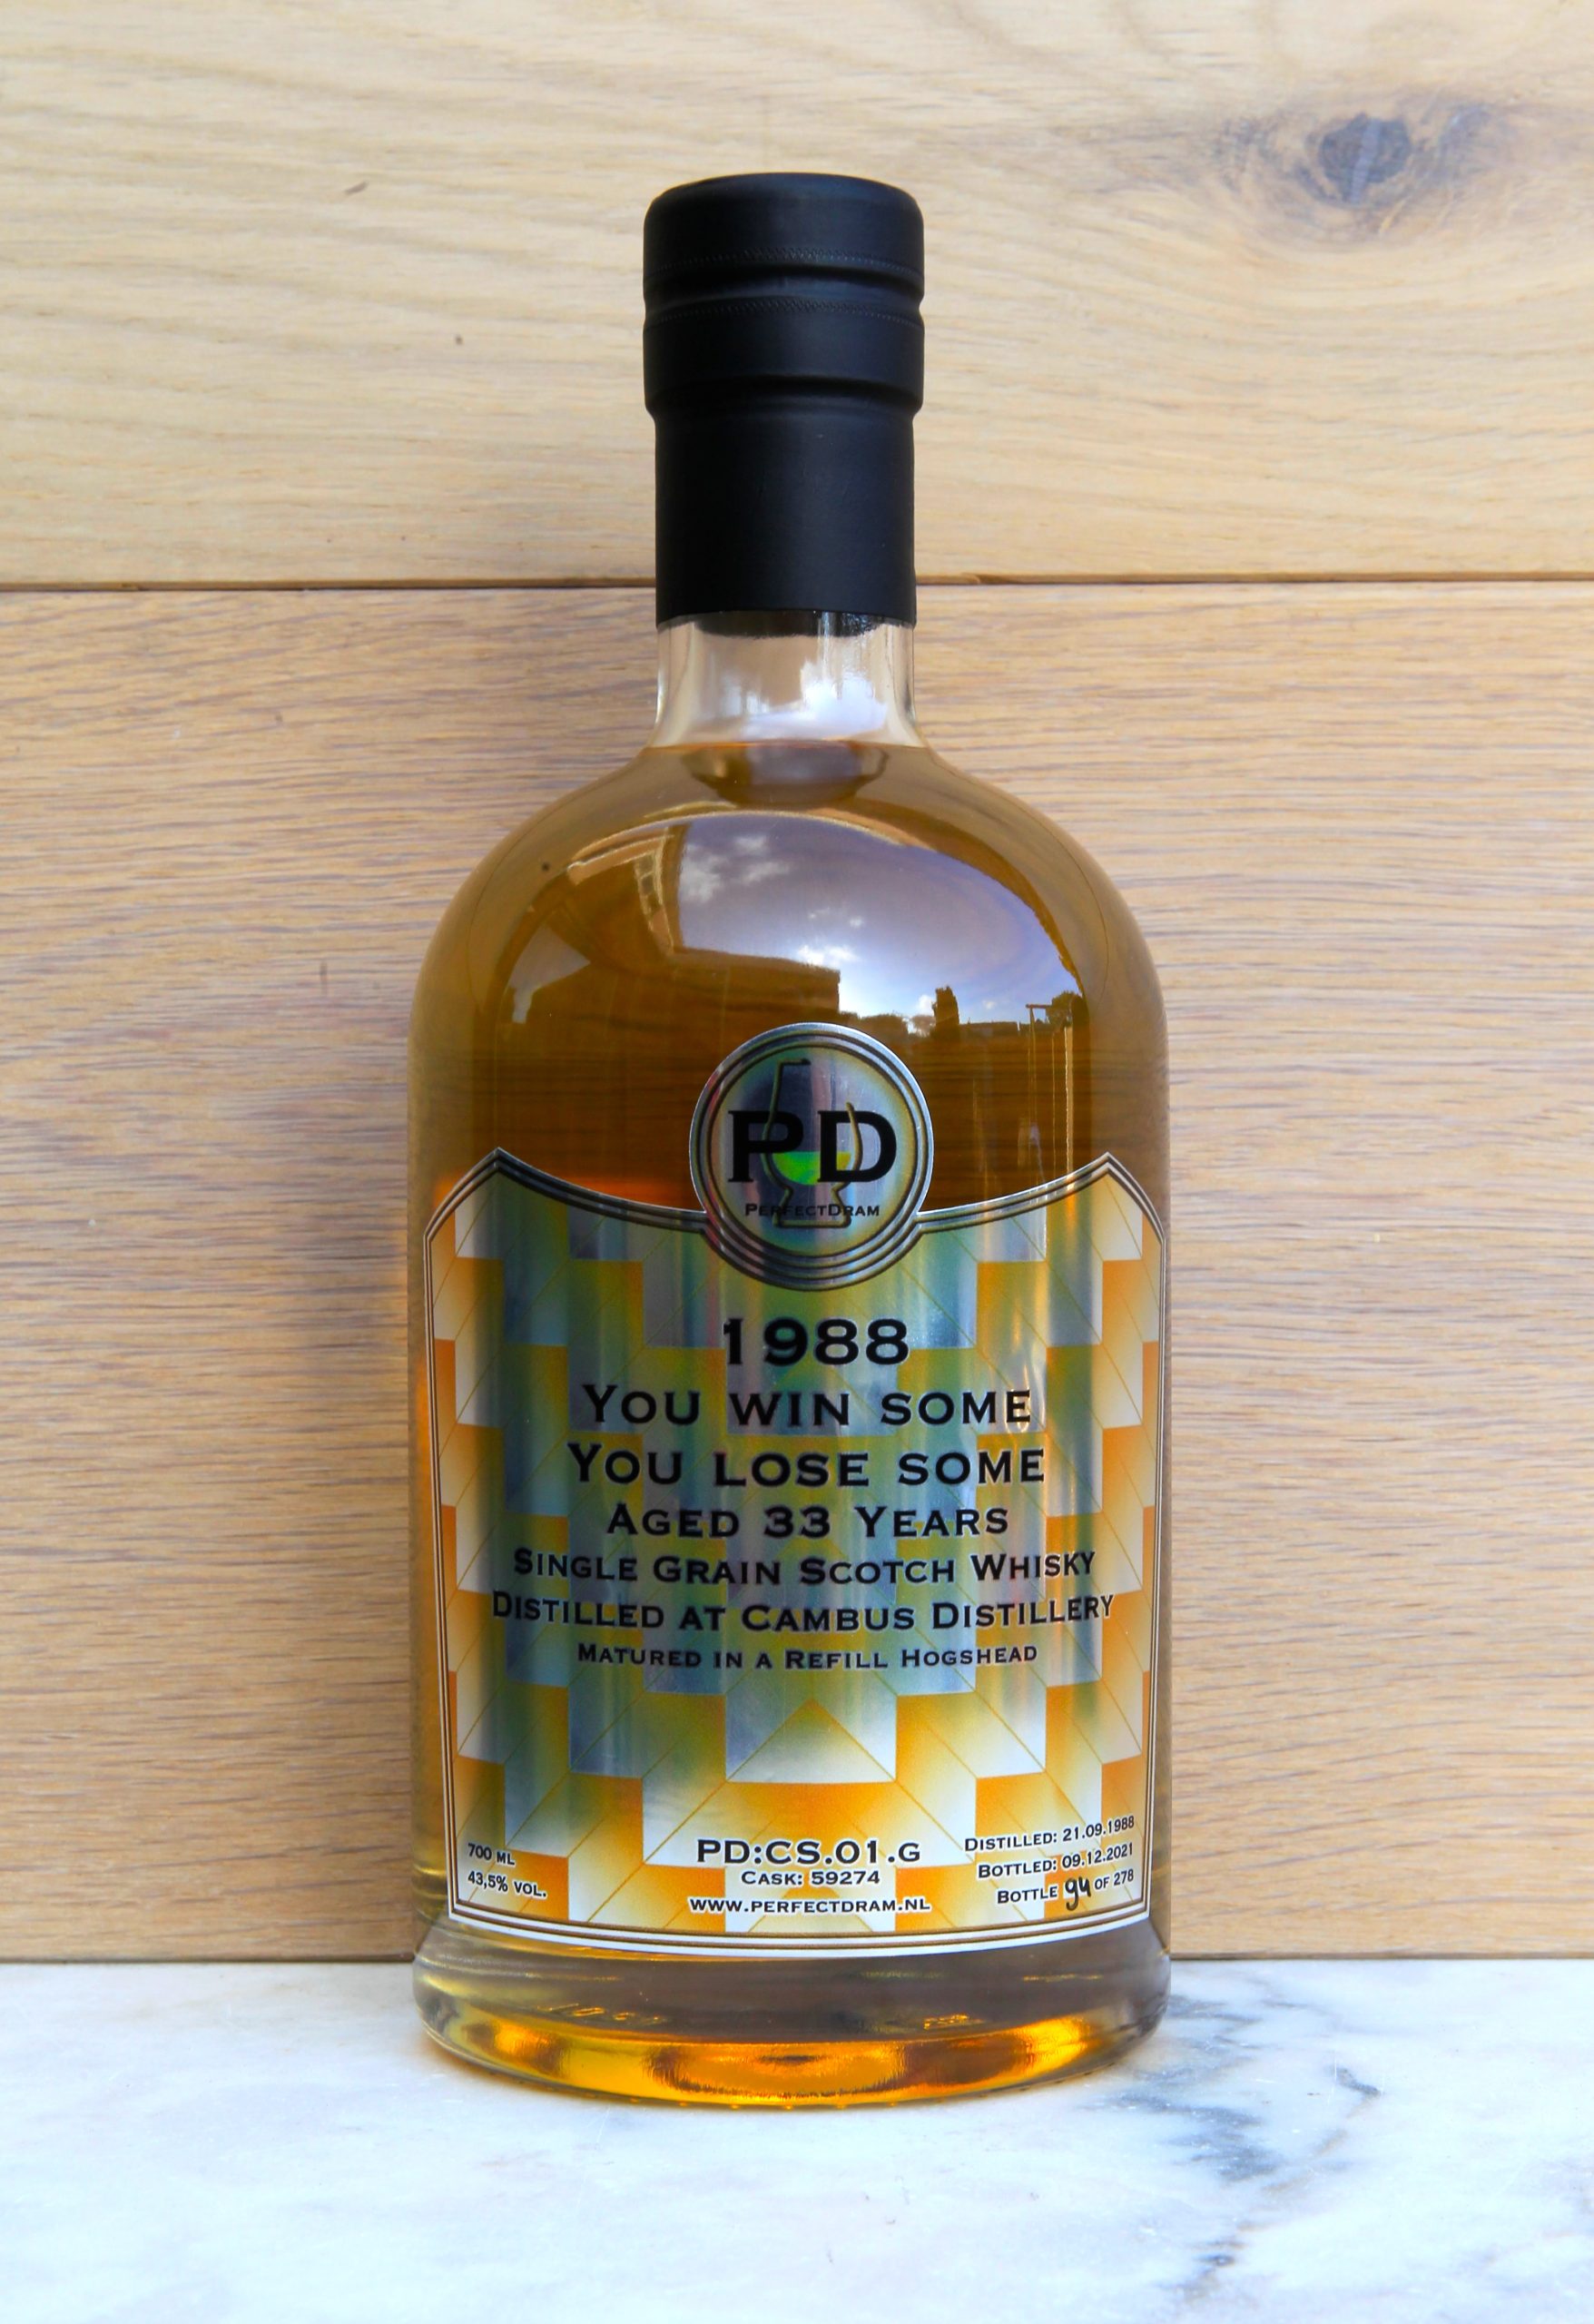 PD
PerfectDram
1988
You win some
You lose some
Aged 33 Years
Single Grain Scotch Whisky
Distilled at Cambus Distillery
Matured in a Refill Hogshead
700 ml
43,5% vol.
PD:CS.01.G
Cask: 59274
www.perfectdram.nl
Distilled: 21.09.1988
Bottled: 09.12.2021
Bottle 94 of 278